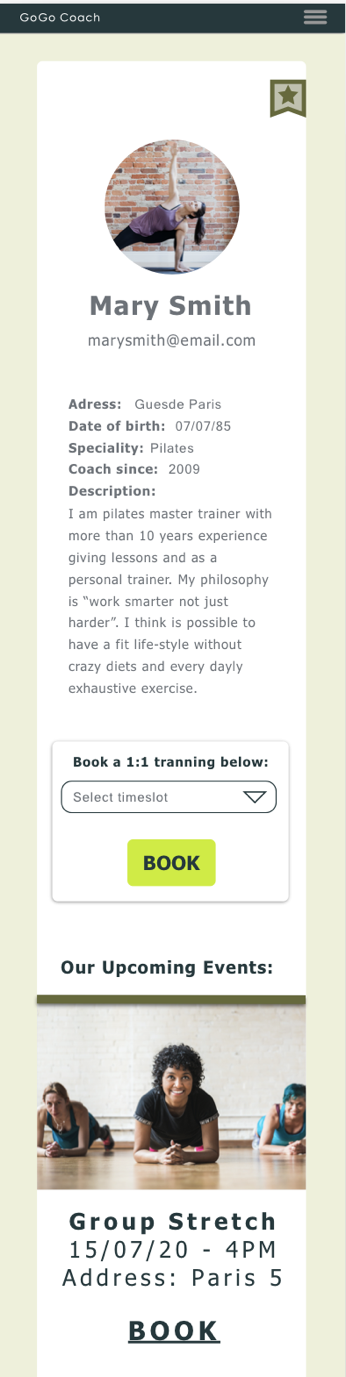 GoGo Coach
Mary Smith
marysmith@email.com
Adress: Guesde Paris
Date of birth: 07/07/85
Speciality: Pilates
Coach since: 2009
Description:
I am pilates master trainer with
more than 10 years experience
giving lessons and as a
personal trainer. My philosophy
is “work smarter not just
harder”. I think is possible to
have a fit life-style without
crazy diets and every dayly
exhaustive exercise.
Book a 1:1 tranning below:
Select timeslot
BOOK
Our Upcoming Events:
Group Stretch
15/07/20 - 4PM
Address: Paris 5
BOOK